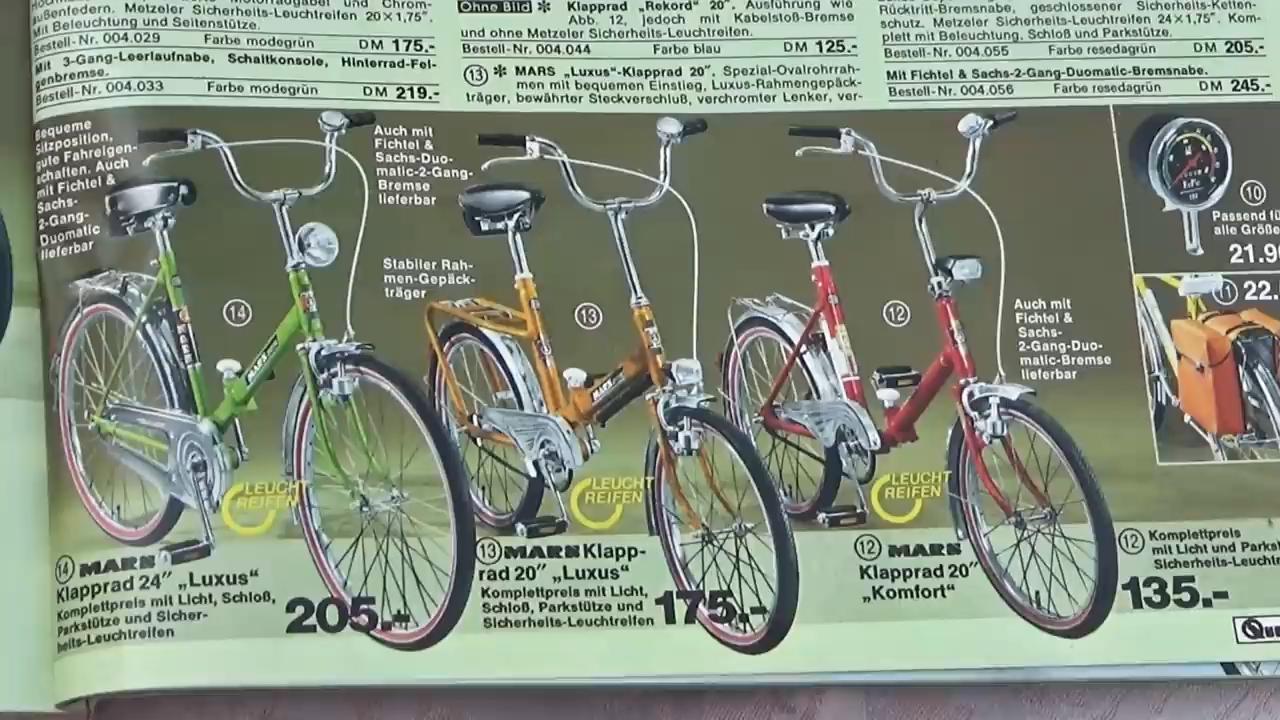 außenfedern. Metzeler Sicherheits-Leuchtreifen 20×1,75″.
Mit Beleuchtung und Seitenstütze.
Bestell-Nr. 004.029 Farbe modegrün DM 175.-
Mit 3-Gang-Leerlaufnabe, Schaltkonsole, Hinterrad-Fel-
genbremse.
Bestell-Nr. 004.033 Farbe modegrün DM 219.-
Ohne Bild * Klapprad „Rekord" 20″. Ausführung wie
Abb. 12, jedoch mit Kabelstoß-Bremse
und ohne Metzeler Sicherheits-Leuchtreifen.
Bestell-Nr. 004.044 Farbe blau DM 125.-
13 * MARS „Luxus"-Klapprad 20″. Spezial-Ovalrohrrah-
men mit bequemen Einstieg, Luxus-Rahmengepäck-
träger, bewährter Steckverschluß, verchromter Lenker, ver-
Rücktritt-Bremsnabe, geschlossener Sicherheits-Ketten-
schutz. Metzeler Sicherheits-Leuchtreifen 24×1,75″. Kom-
plett mit Beleuchtung, Schloß und Parkstütze.
Bestell-Nr. 004.055 Farbe resedagrün DM 205.-
Mit Fichtel & Sachs-2-Gang-Duomatic-Bremsnabe.
Bestell-Nr. 004.056 Farbe resedagrün DM 245.-
Bequeme
Sitzposition,
gute Fahreigen-
schaften. Auch
mit Fichtel &
Sachs-
2-Gang-
Duomatic
lieferbar
Auch mit
Fichtel &
Sachs-Duo-
matic-2-Gang-
Bremse
lieferbar
Stabiler Rah-
men-Gepäck-
träger
14
13
12
Auch mit
Fichtel &
Sachs-
2-Gang-Duo-
matic-Bremse
lieferbar
10
Passend
alle Größe
21.9
11 22.
MARS
MARS
LEUCHT
REIFEN
LEUCHT
REIFEN
LEUCHT
REIFEN
14 MARS
Klapprad 24″ „Luxus"
Komplettpreis mit Licht, Schloß,
Parkstütze und Sicher-
heits-Leuchtreifen
205.-
13 MARS Klapp-
rad 20″ „Luxus"
Komplettpreis mit Licht,
Schloß, Parkstütze und
Sicherheits-Leuchtreifen
175.-
12 MARS
Klapprad 20″
„Komfort"
12 Komplettpreis
mit Licht und Parks
Sicherheits-Leucht
135.-
Que